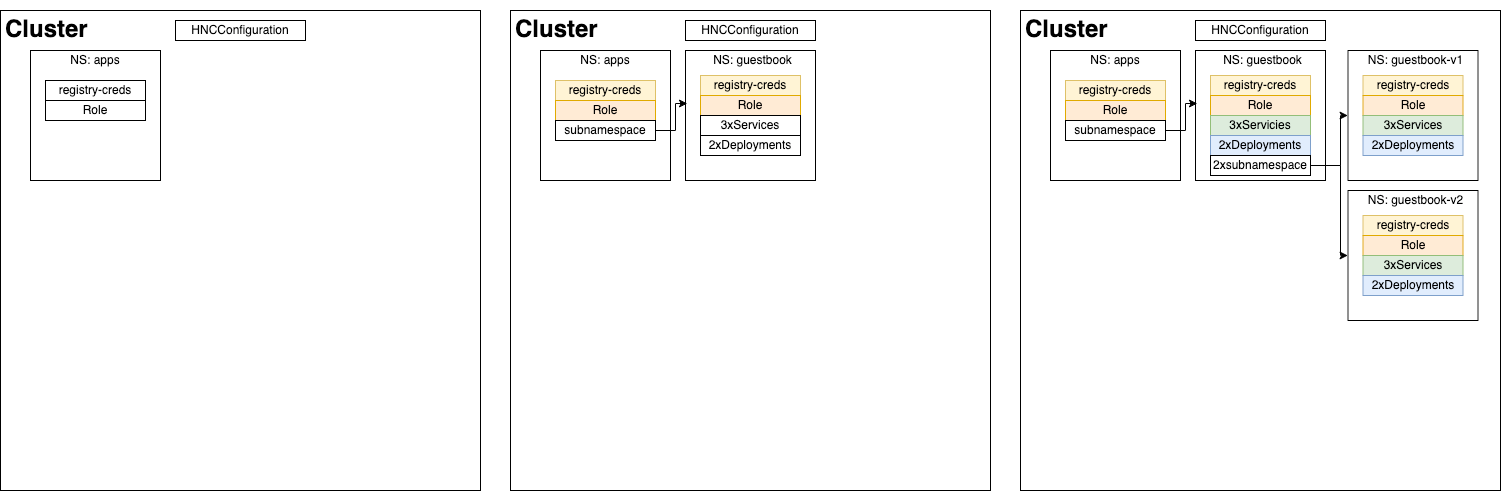 Cluster
HNCConfiguration
NS: apps
registry-creds
Role
Cluster
HNCConfiguration
NS: apps
registry-creds
Role
subnamespace
NS: guestbook
registry-creds
Role
3xServices
2xDeployments
Cluster
HNCConfiguration
NS: apps
registry-creds
Role
subnamespace
NS: guestbook
registry-creds
Role
3xServicies
2xDeployments
2xsubnamespace
NS: guestbook-v1
registry-creds
Role
3xServices
2xDeployments
NS: guestbook-v2
registry-creds
Role
3xServices
2xDeployments